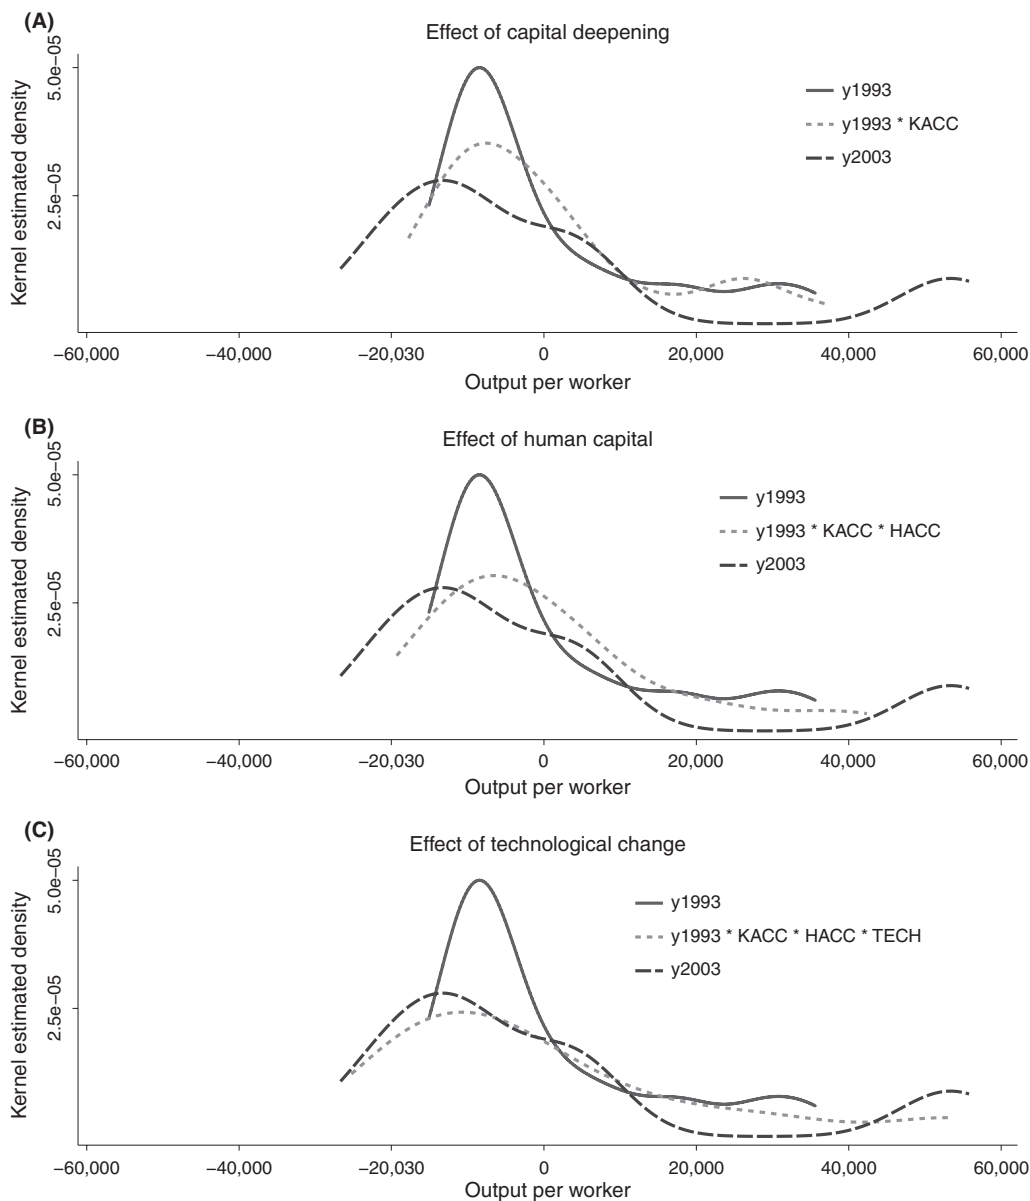 (A)
Effect of capital deepening
5.0e−05
2.5e−05
Kernel estimated density
y1993
y1993 * KACC
y2003
−60,000 −40,000 −20,030 0 20,000 40,000 60,000
Output per worker
(B)
Effect of human capital
5.0e−05
2.5e−05
Kernel estimated density
y1993
y1993 * KACC * HACC
y2003
−60,000 −40,000 −20,030 0 20,000 40,000 60,000
Output per worker
(C)
Effect of technological change
5.0e−05
2.5e−05
Kernel estimated density
y1993
y1993 * KACC * HACC * TECH
y2003
−60,000 −40,000 −20,030 0 20,000 40,000 60,000
Output per worker